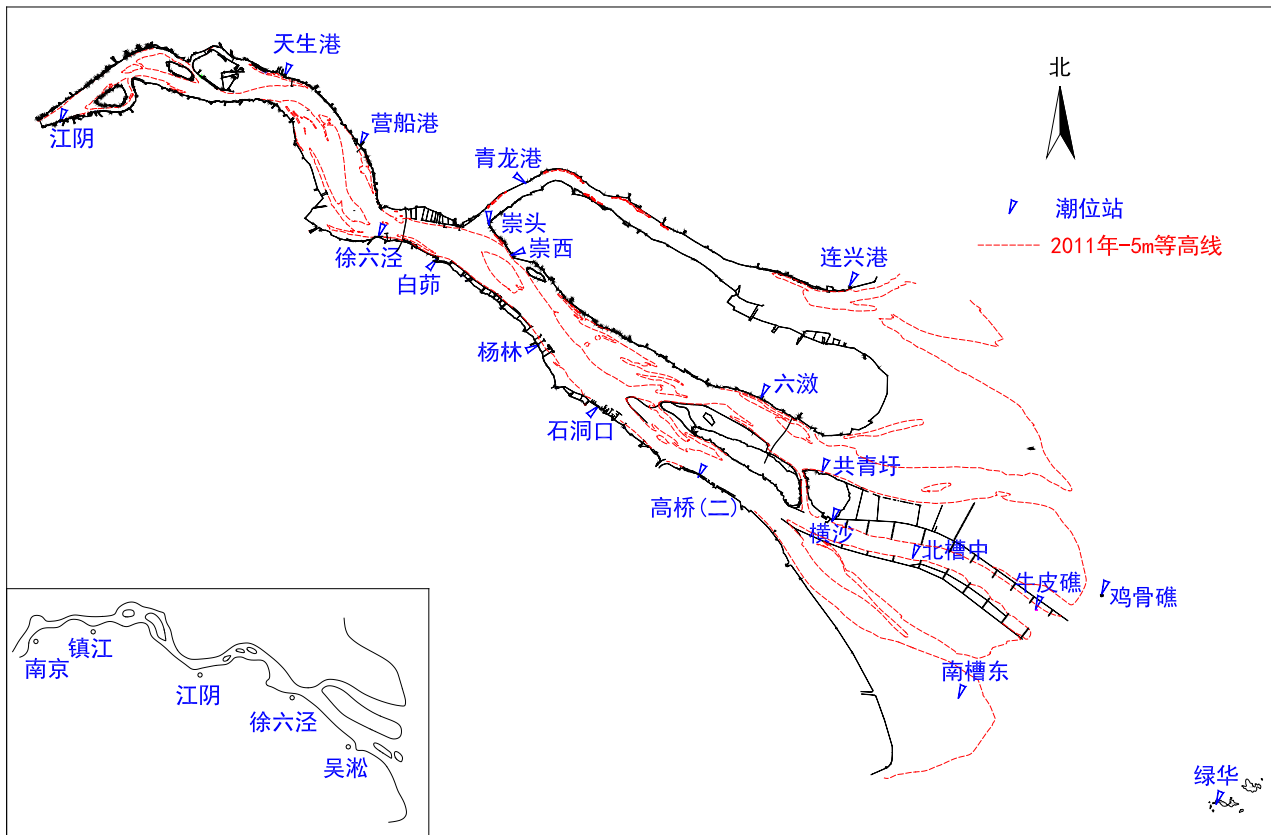 天生港
北
江阴
营船港
青龙港
潮位站
崇头
徐六泾
崇西
2011年-5m等高线
白茆
连兴港
杨林
六滧
石洞口
共青圩
高桥(二)
横沙
北槽中
牛皮礁
鸡骨礁
南槽东
绿华
南京
镇江
江阴
徐六泾
吴淞